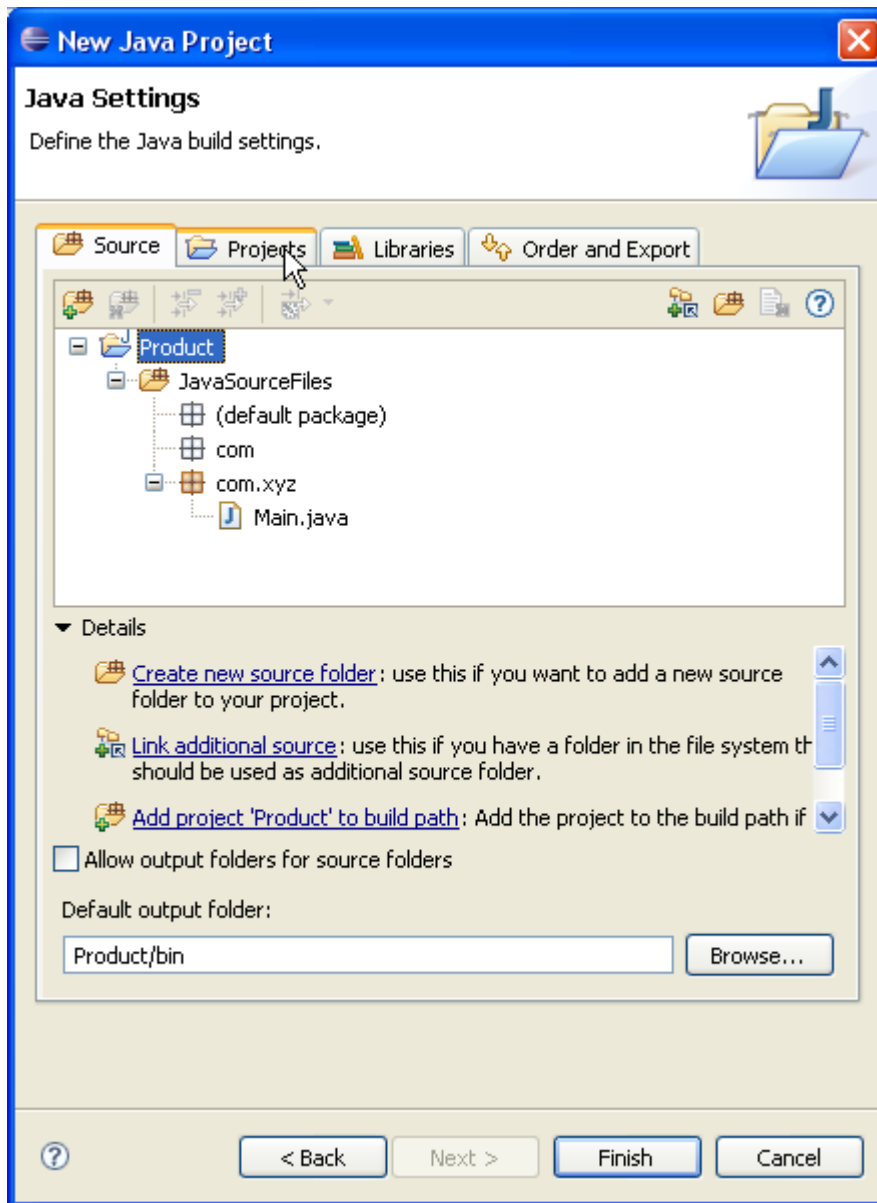 New Java Project
Java Settings
Define the Java build settings.
Source Projects Libraries Order and Export
Product
JavaSourceFiles
(default package)
com
com.xyz
Main.java
Details
Create new source folder: use this if you want to add a new source
folder to your project.
Link additional source: use this if you have a folder in the file system th
should be used as additional source folder.
Add project 'Product' to build path: Add the project to the build path if
Allow output folders for source folders
Default output folder:
Product/bin Browse...
< Back Next > Finish Cancel